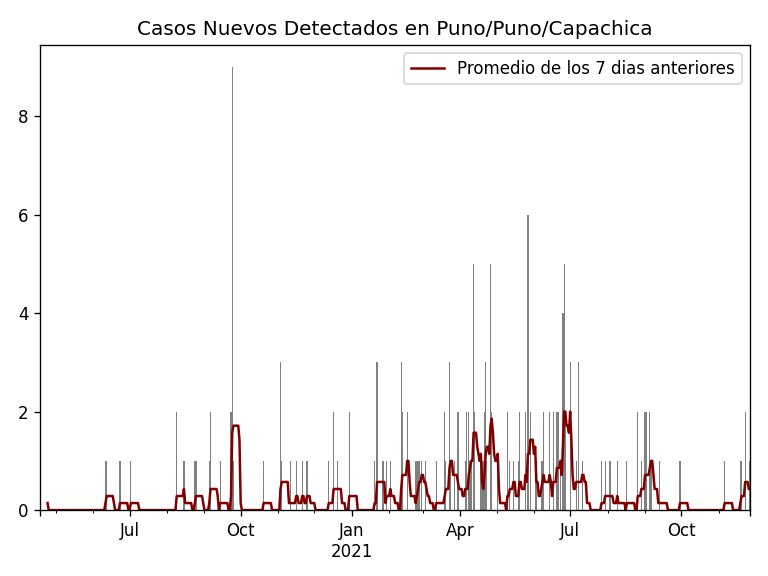 Casos Nuevos Detectados en Puno/Puno/Capachica
Promedio de los 7 dias anteriores
8
6
4
2
0
Jul
Oct
Jan
2021
Apr
Jul
Oct